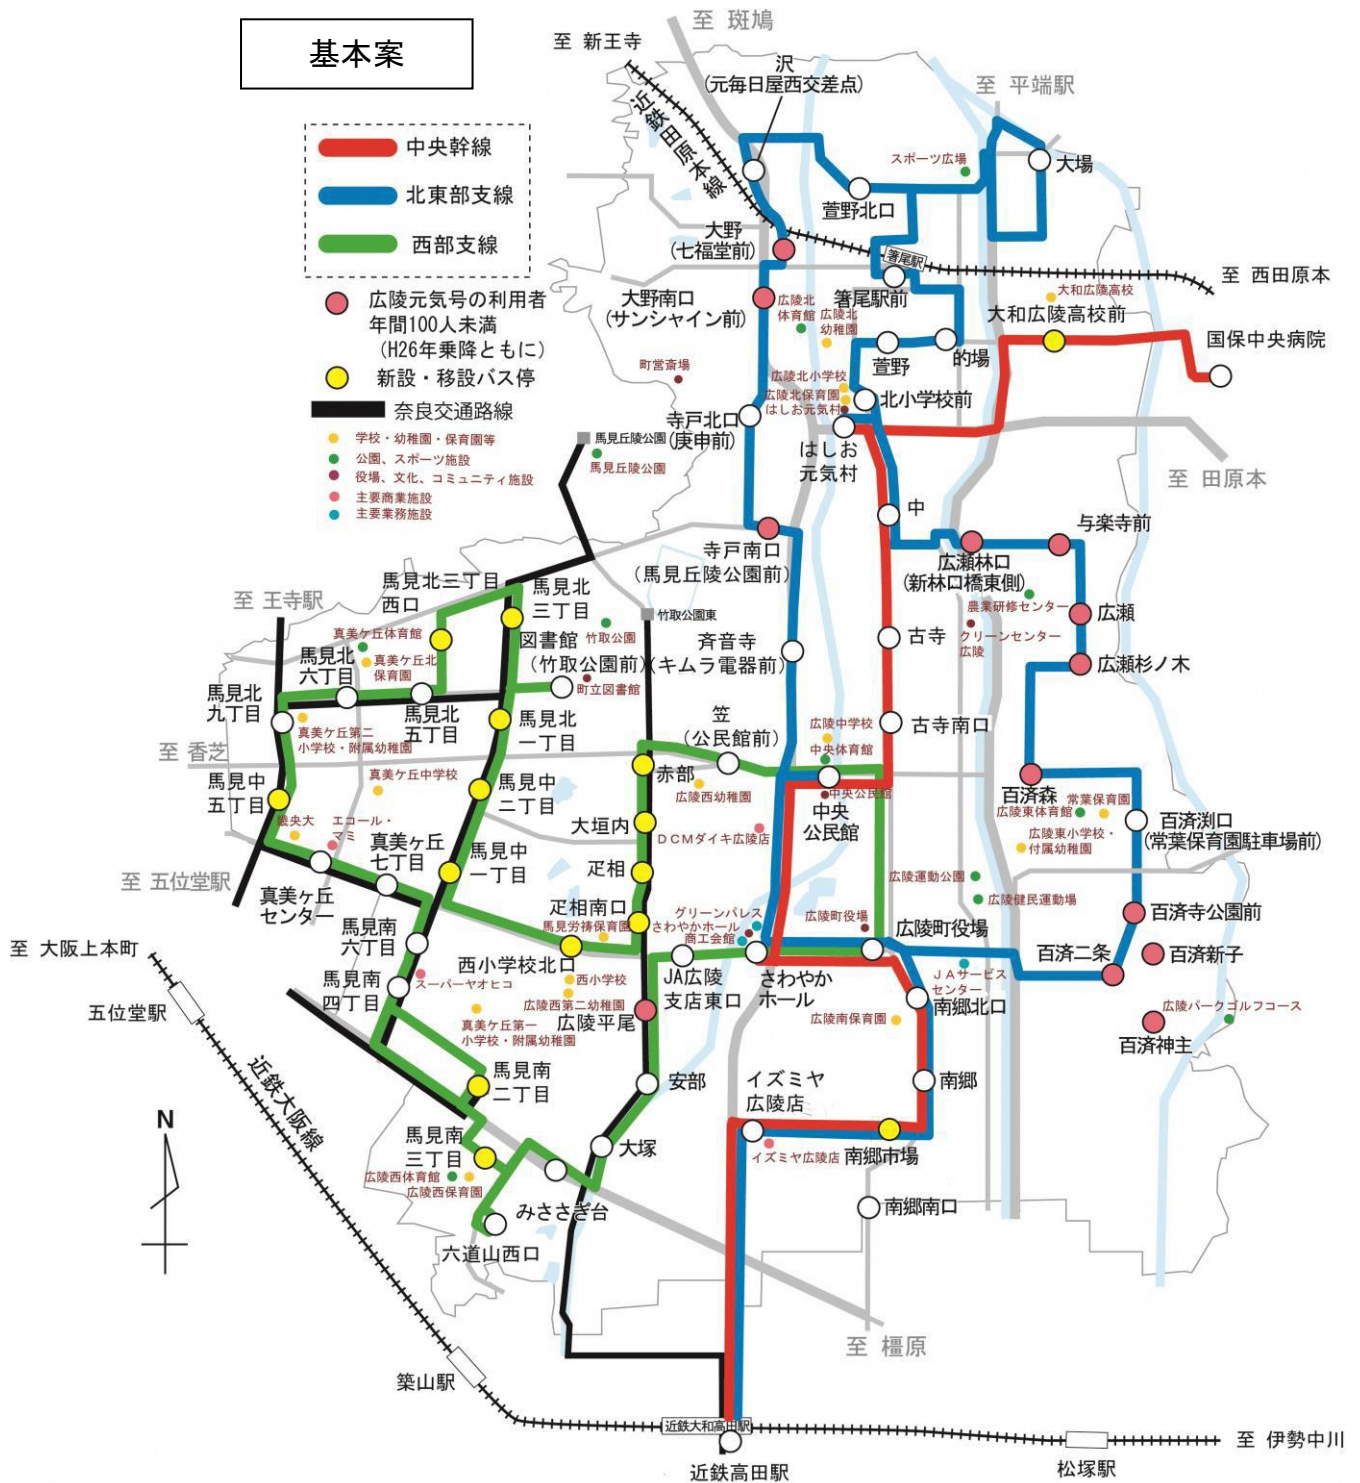 基本案
中央幹線
北東部支線
西部支線
広陵元気号の利用者
年間100人未満
(H26年乗降ともに)
新設・移設バス停
奈良交通路線
学校・幼稚園・保育園等
公園、スポーツ施設
役場、文化、コミュニティ施設
主要商業施設
主要業務施設
至 斑鳩
至 新王寺
近鉄田原本線
沢
(元毎日屋西交差点)
至 平端駅
スポーツ広場
大場
萱野北口
大野
(七福堂前)
箸尾駅
至 西田原本
大野南口
(サンシャイン前)
広陵北
体育館
広陵北
幼稚園
箸尾駅前
大和広陵高校
大和広陵高校前
国保中央病院
町営斎場
萱野
的場
広陵北小学校
広陵北保育園
はしお元気村
北小学校前
寺戸北口
(庚申前)
はしお
元気村
至 田原本
馬見丘陵公園
馬見丘陵公園
中
与楽寺前
寺戸南口
(馬見丘陵公園前)
広瀬林口
(新林口橋東側)
農業研修センター
広瀬
クリーンセンター
広陵
馬見北三丁目
西口
馬見北
三丁目
至 王寺駅
竹取公園東
真美ケ丘体育館
図書館
(竹取公園前)
竹取公園
斉音寺
(キムラ電器前)
古寺
広瀬杉ノ木
馬見北
六丁目
真美ケ丘北
保育園
町立図書館
馬見北
九丁目
馬見北
五丁目
馬見北
一丁目
笠
(公民館前)
広陵中学校
古寺南口
真美ケ丘第二
小学校・附属幼稚園
至 香芝
中央体育館
馬見中
五丁目
真美ケ丘中学校
馬見中
二丁目
赤部
広陵西幼稚園
中央公民館
中央
公民館
百済森
常葉保育園
広陵東体育館
百済渕口
(常葉保育園駐車場前)
広陵東小学校・
付属幼稚園
畿央大
エコール・
マミ
大垣内
DCMダイキ広陵店
真美ヶ丘
七丁目
馬見中
一丁目
疋相
至 五位堂駅
真美ヶ丘
センター
広陵運動公園
広陵健民運動場
疋相南口
馬見労祷保育園
グリーンパレス
さわやかホール
商工会館
広陵町役場
広陵町役場
百済寺公園前
馬見南
六丁目
至 大阪上本町
西小学校北口
JA広陵
支店東口
さわやか
ホール
JAサービス
センター
百済二条
百済新子
馬見南
四丁目
スーパーヤオヒコ
西小学校
広陵西第二幼稚園
五位堂駅
真美ケ丘第一
小学校・附属幼稚園
広陵平尾
南郷北口
広陵南保育園
広陵パークゴルフコース
百済神主
近鉄大阪線
馬見南
二丁目
安部
イズミヤ
広陵店
南郷
N
馬見南
三丁目
大塚
イズミヤ広陵店
南郷市場
広陵西体育館
広陵西保育園
みささぎ台
南郷南口
六道山西口
至 橿原
築山駅
近鉄大和高田駅
近鉄高田駅
松塚駅
至 伊勢中川